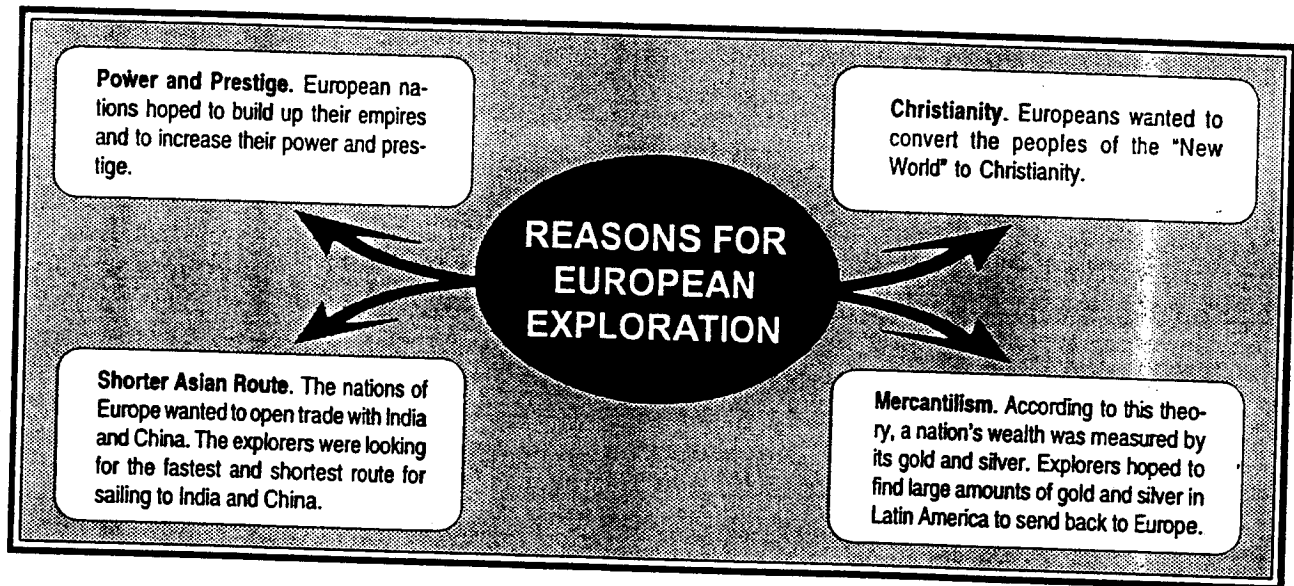 Power and Prestige. European na-
tions hoped to build up their empires
and to increase their power and pres-
tige.
Christianity. Europeans wanted to
convert the peoples of the "New
World" to Christianity.
REASONS FOR
EUROPEAN
EXPLORATION
Shorter Asian Route. The nations of
Europe wanted to open trade with India
and China. The explorers were looking
for the fastest and shortest route for
sailing to India and China.
Mercantilism. According to this theo-
ry, a nation's wealth was measured by
its gold and silver. Explorers hoped to
find large amounts of gold and silver in
Latin America to send back to Europe.